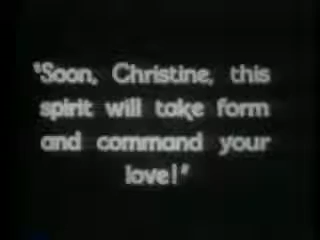 "Soon, Christine, this
spirit will take form
and command your
love!"